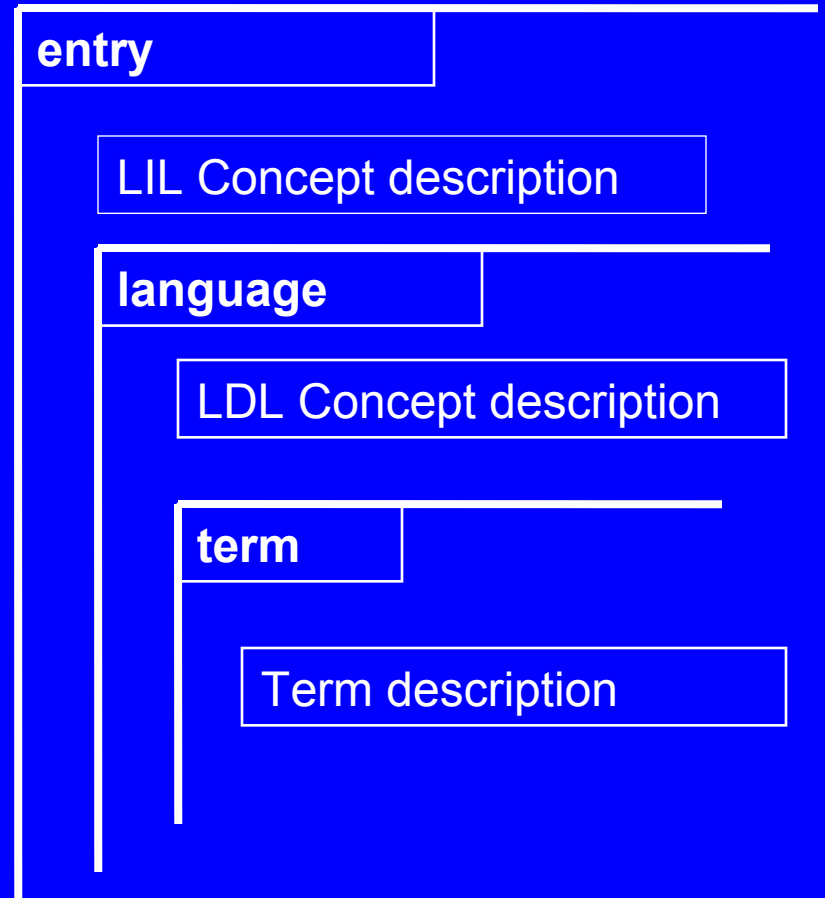 entry
LIL Concept description
language
LDL Concept description
term
Term description